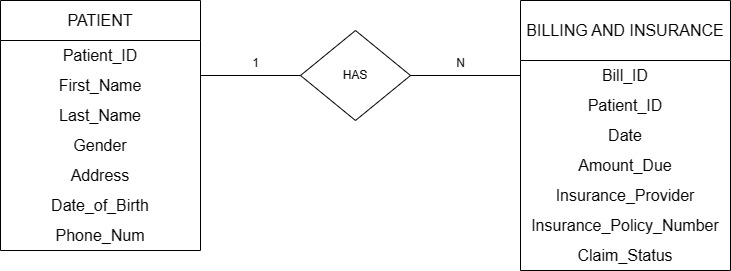 PATIENT
Patient_ID
First_Name
Last_Name
Gender
Address
Date_of_Birth
Phone_Num
1
HAS
N
BILLING AND INSURANCE
Bill_ID
Patient_ID
Date
Amount_Due
Insurance_Provider
Insurance_Policy_Number
Claim_Status